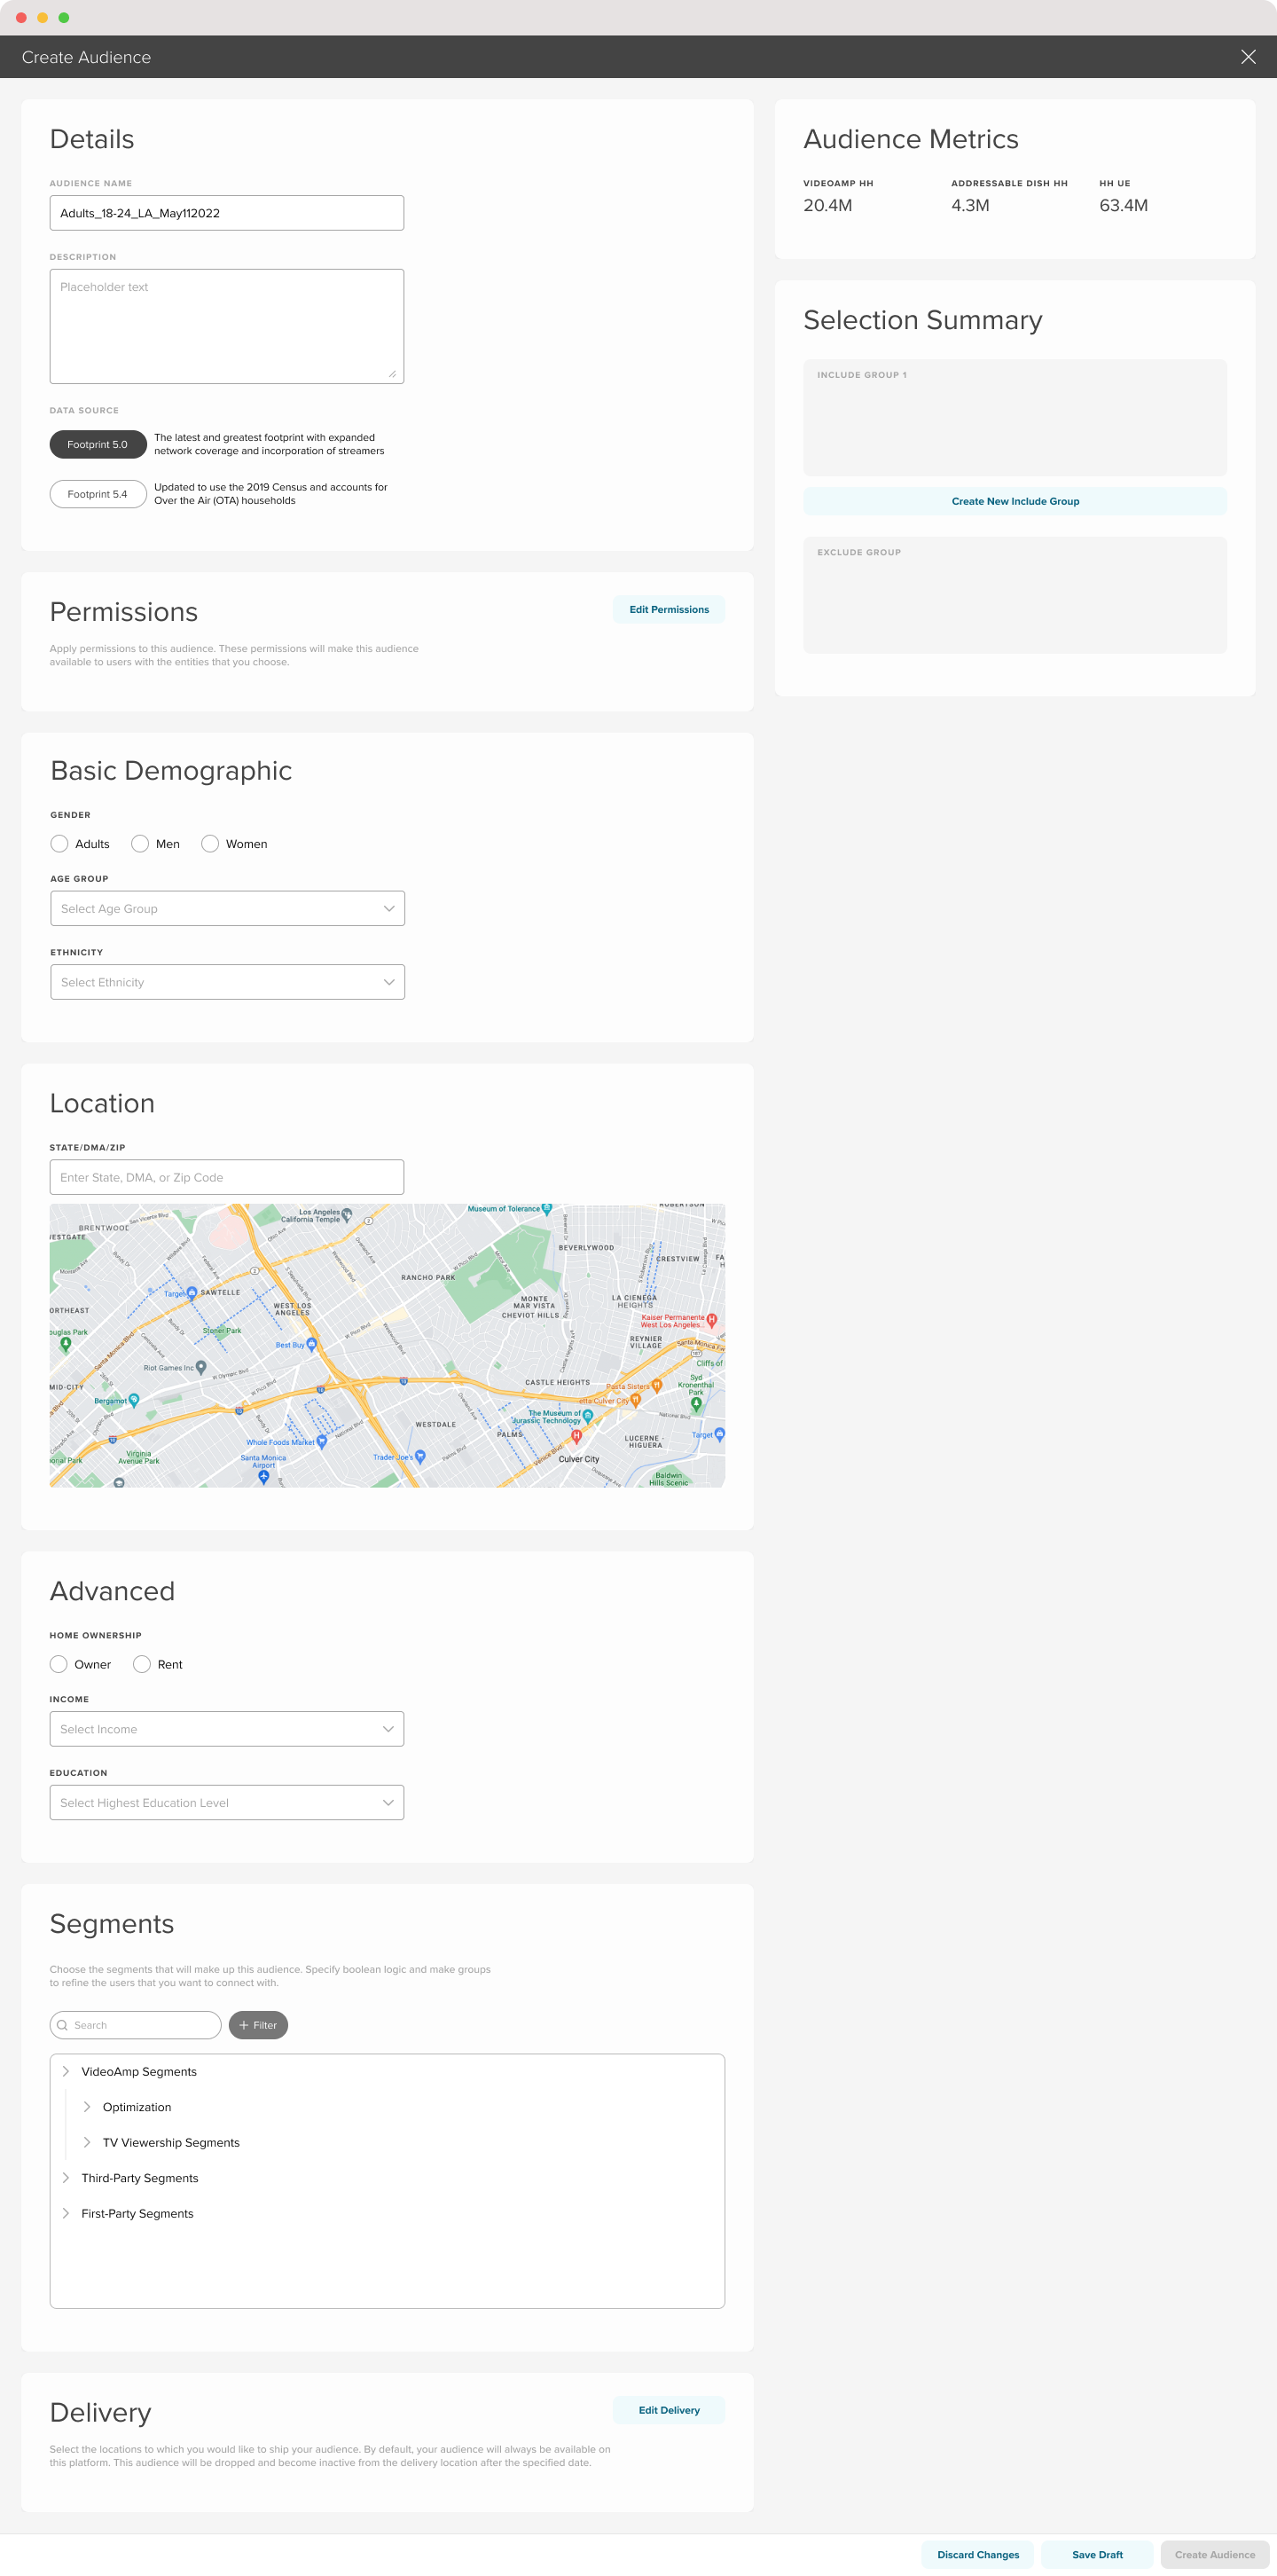 Create Audience
Details
AUDIENCE NAME
Adults_18-24_LA_May112022
DESCRIPTION
Placeholder text
DATA SOURCE
Footprint 5.0
The latest and greatest footprint with expanded
network coverage and incorporation of streamers
Footprint 5.4
Updated to use the 2019 Census and accounts for
Over the Air (OTA) households
Permissions
Edit Permissions
Apply permissions to this audience. These permissions will make this audience
available to users with the entities that you choose.
Basic Demographic
GENDER
Adults
Men
Women
AGE GROUP
Select Age Group
ETHNICITY
Select Ethnicity
Location
STATE/DMA/ZIP
Enter State, DMA, or Zip Code
Los Angeles
California Temple
Museum of Tolerance
BRENTWOOD
San Vicente Blvd
BEVERLYWOOD
CRESTVIEW
RANCHO PARK
Target
SAWTELLE
WEST LOS
ANGELES
MONTE
MAR VISTA
CHEVIOT HILLS
LA CIENEGA
HEIGHTS
Kaiser Permanente
West Los Angeles...
Stoner Park
Best Buy
REYNIER
VILLAGE
Riot Games Inc
W Olympic Blvd
Santa Monica Blvd
CASTLE HEIGHTS
Pasta Sisters
Syd
Kronenthal
Park
MID-CITY
Bergamot
The Museum of
Jurassic Technology
WESTDALE
PALMS
Venice Blvd
LUCERNE -
HIGUERA
Target
Whole Foods Market
Trader Joe's
Culver City
Virginia
Avenue Park
Santa Monica
Airport
Baldwin
Hills Scenic
Advanced
HOME OWNERSHIP
Owner
Rent
INCOME
Select Income
EDUCATION
Select Highest Education Level
Segments
Choose the segments that will make up this audience. Specify boolean logic and make groups
to refine the users that you want to connect with.
Search
Filter
VideoAmp Segments
Optimization
TV Viewership Segments
Third-Party Segments
First-Party Segments
Delivery
Edit Delivery
Select the locations to which you would like to ship your audience. By default, your audience will always be available on
this platform. This audience will be dropped and become inactive from the delivery location after the specified date.
Audience Metrics
VIDEOAMP HH
ADDRESSABLE DISH HH
HH UE
20.4M
4.3M
63.4M
Selection Summary
INCLUDE GROUP 1
Create New Include Group
EXCLUDE GROUP
Discard Changes
Save Draft
Create Audience